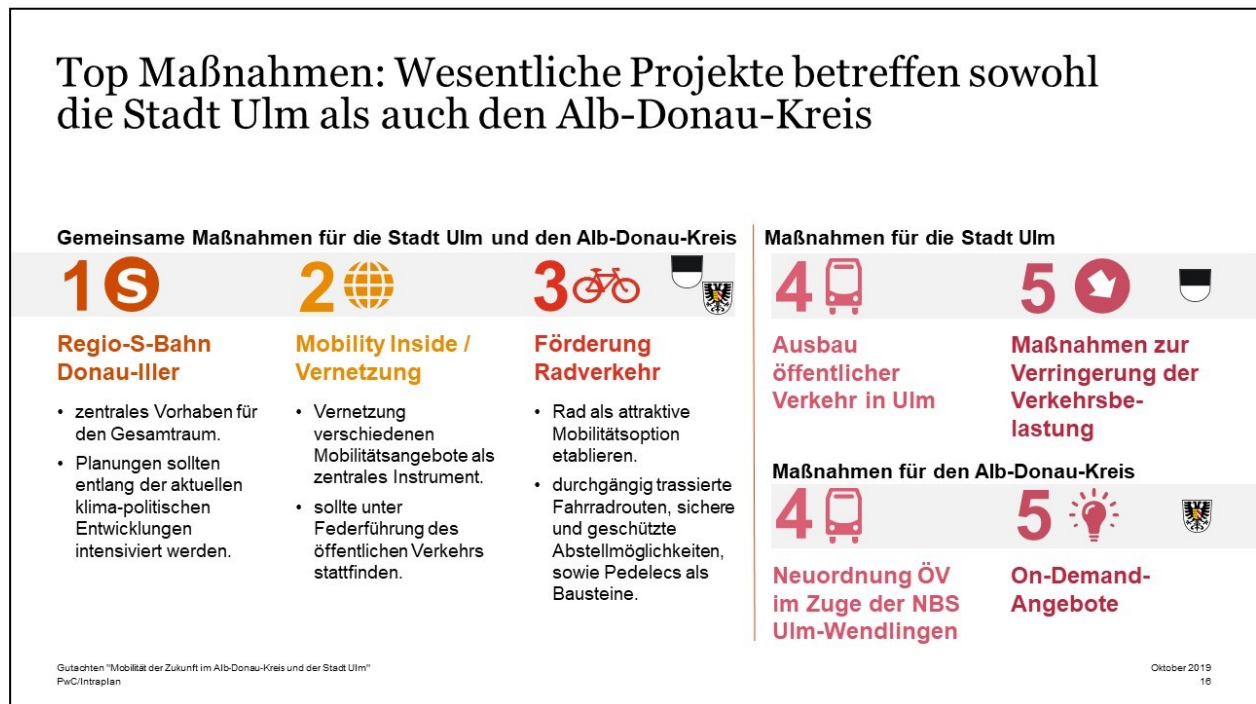 Top Maßnahmen: Wesentliche Projekte betreffen sowohl
die Stadt Ulm als auch den Alb-Donau-Kreis
Gemeinsame Maßnahmen für die Stadt Ulm und den Alb-Donau-Kreis
1 S
Regio-S-Bahn
Donau-Iller
• zentrales Vorhaben für
den Gesamtraum.
• Planungen sollten
entlang der aktuellen
klima-politischen
Entwicklungen
intensiviert werden.
2
Mobility Inside /
Vernetzung
• Vernetzung
verschiedenen
Mobilitätsangebote als
zentrales Instrument.
• sollte unter
Federführung des
öffentlichen Verkehrs
stattfinden.
3
Förderung
Radverkehr
• Rad als attraktive
Mobilitätsoption
etablieren.
• durchgängig trassierte
Fahrradrouten, sichere
und geschützte
Abstellmöglichkeiten,
sowie Pedelecs als
Bausteine.
Maßnahmen für die Stadt Ulm
4
Ausbau
öffentlicher
Verkehr in Ulm
5
Maßnahmen zur
Verringerung der
Verkehrsbe-
lastung
Maßnahmen für den Alb-Donau-Kreis
4
Neuordnung ÖV
im Zuge der NBS
Ulm-Wendlingen
5
On-Demand-
Angebote
Gutachten "Mobilität der Zukunft im Alb-Donau-Kreis und der Stadt Ulm"
PwC/Intraplan
Oktober 2019
16